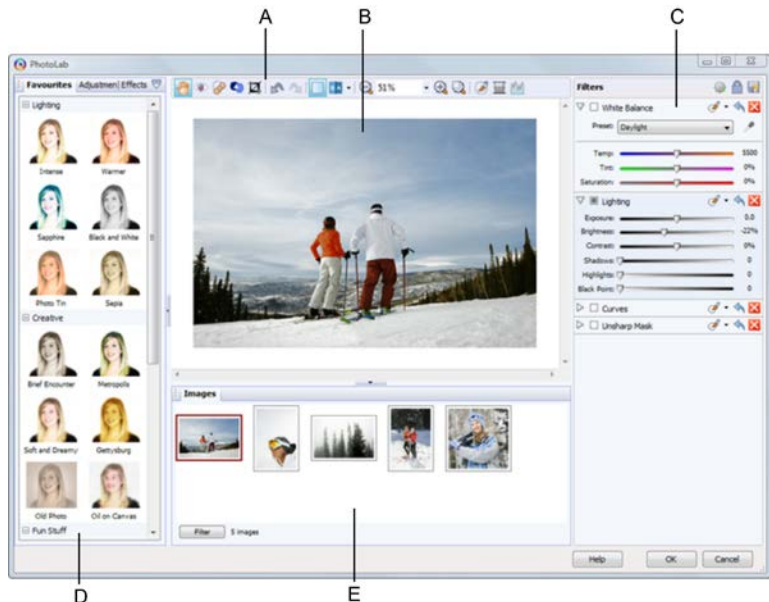 A
B
C
PhotoLab
Favourites Adjustmen Effects
51%
Filters
Lighting
Intense
Warmer
Sapphire
Black and White
Photo Tin
Sepia
Creative
Brief Encounter
Metropolis
Soft and Dreamy
Gettysburg
Old Photo
Oil on Canvas
Fun Stuff
Images
Filter 5 images
White Balance
Preset: Daylight
Temp: 5500
Tint: 0%
Saturation: 0%
Lighting
Exposure: 0.0
Brightness: -22%
Contrast: 0%
Shadows: 0
Highlights: 0
Black Point: 0
Curves
Unsharp Mask
Help
OK
Cancel
D
E